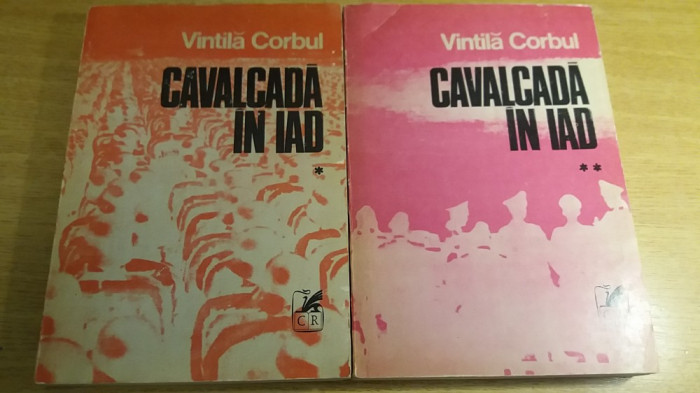 Vintilă Corbul
CAVALCADĂ
ÎN IAD
*
CR
Vintilă Corbul
CAVALCADĂ
ÎN IAD
**